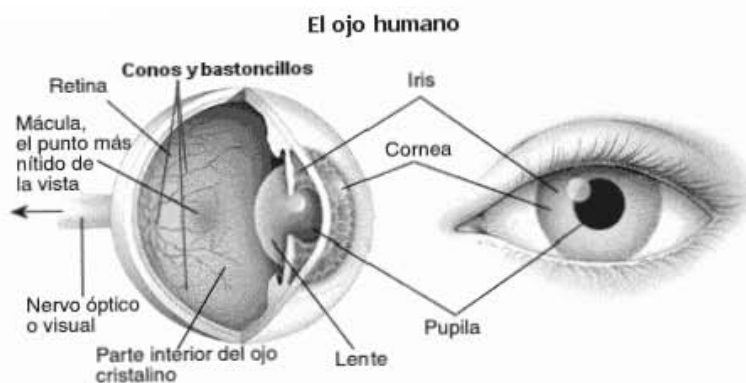 El ojo humano
Conos y bastoncillos
Retina
Mácula,
el punto más
nítido de
la vista
Nervo óptico
o visual
Parte interior del ojo
cristalino
Lente
Iris
Cornea
Pupila